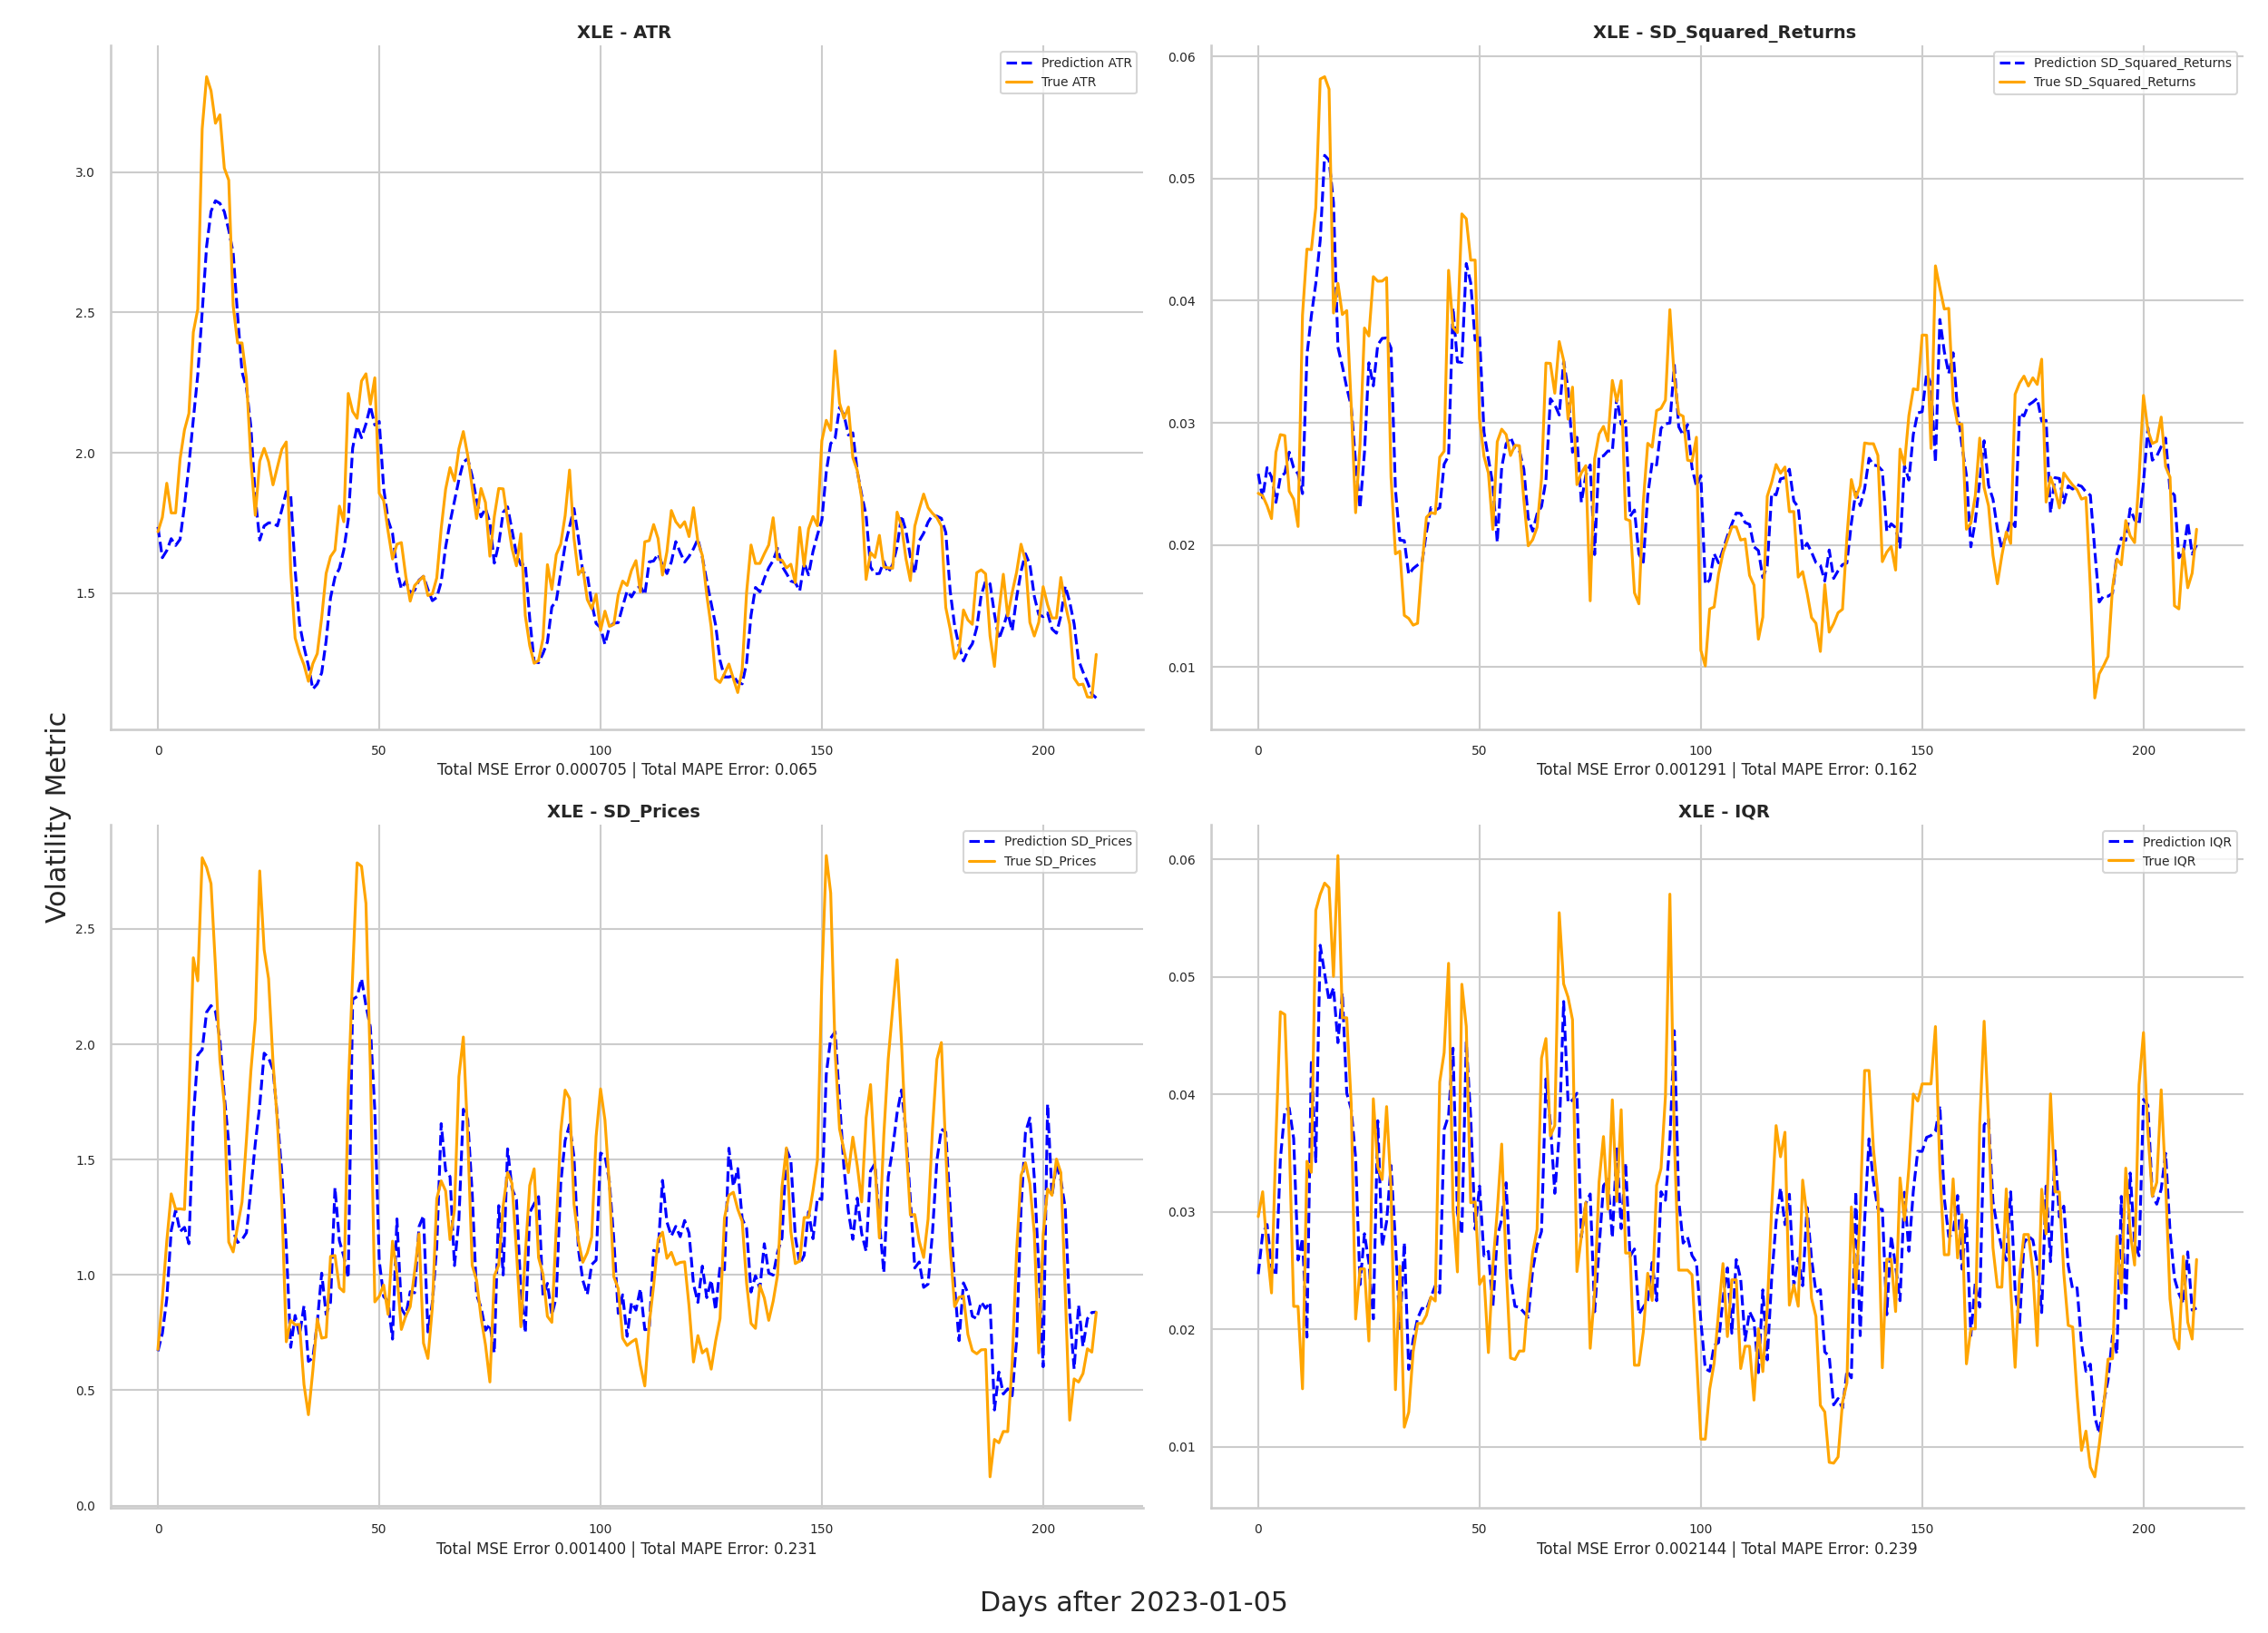 XLE - ATR
Prediction ATR
True ATR
3.0
2.5
2.0
1.5
0 50 100 150 200
Total MSE Error 0.000705 | Total MAPE Error: 0.065
XLE - SD_Squared_Returns
Prediction SD_Squared_Returns
True SD_Squared_Returns
0.06
0.05
0.04
0.03
0.02
0.01
0 50 100 150 200
Total MSE Error 0.001291 | Total MAPE Error: 0.162
Volatility Metric
XLE - SD_Prices
Prediction SD_Prices
True SD_Prices
2.5
2.0
1.5
1.0
0.5
0.0
0 50 100 150 200
Total MSE Error 0.001400 | Total MAPE Error: 0.231
XLE - IQR
Prediction IQR
True IQR
0.06
0.05
0.04
0.03
0.02
0.01
0 50 100 150 200
Total MSE Error 0.002144 | Total MAPE Error: 0.239
Days after 2023-01-05